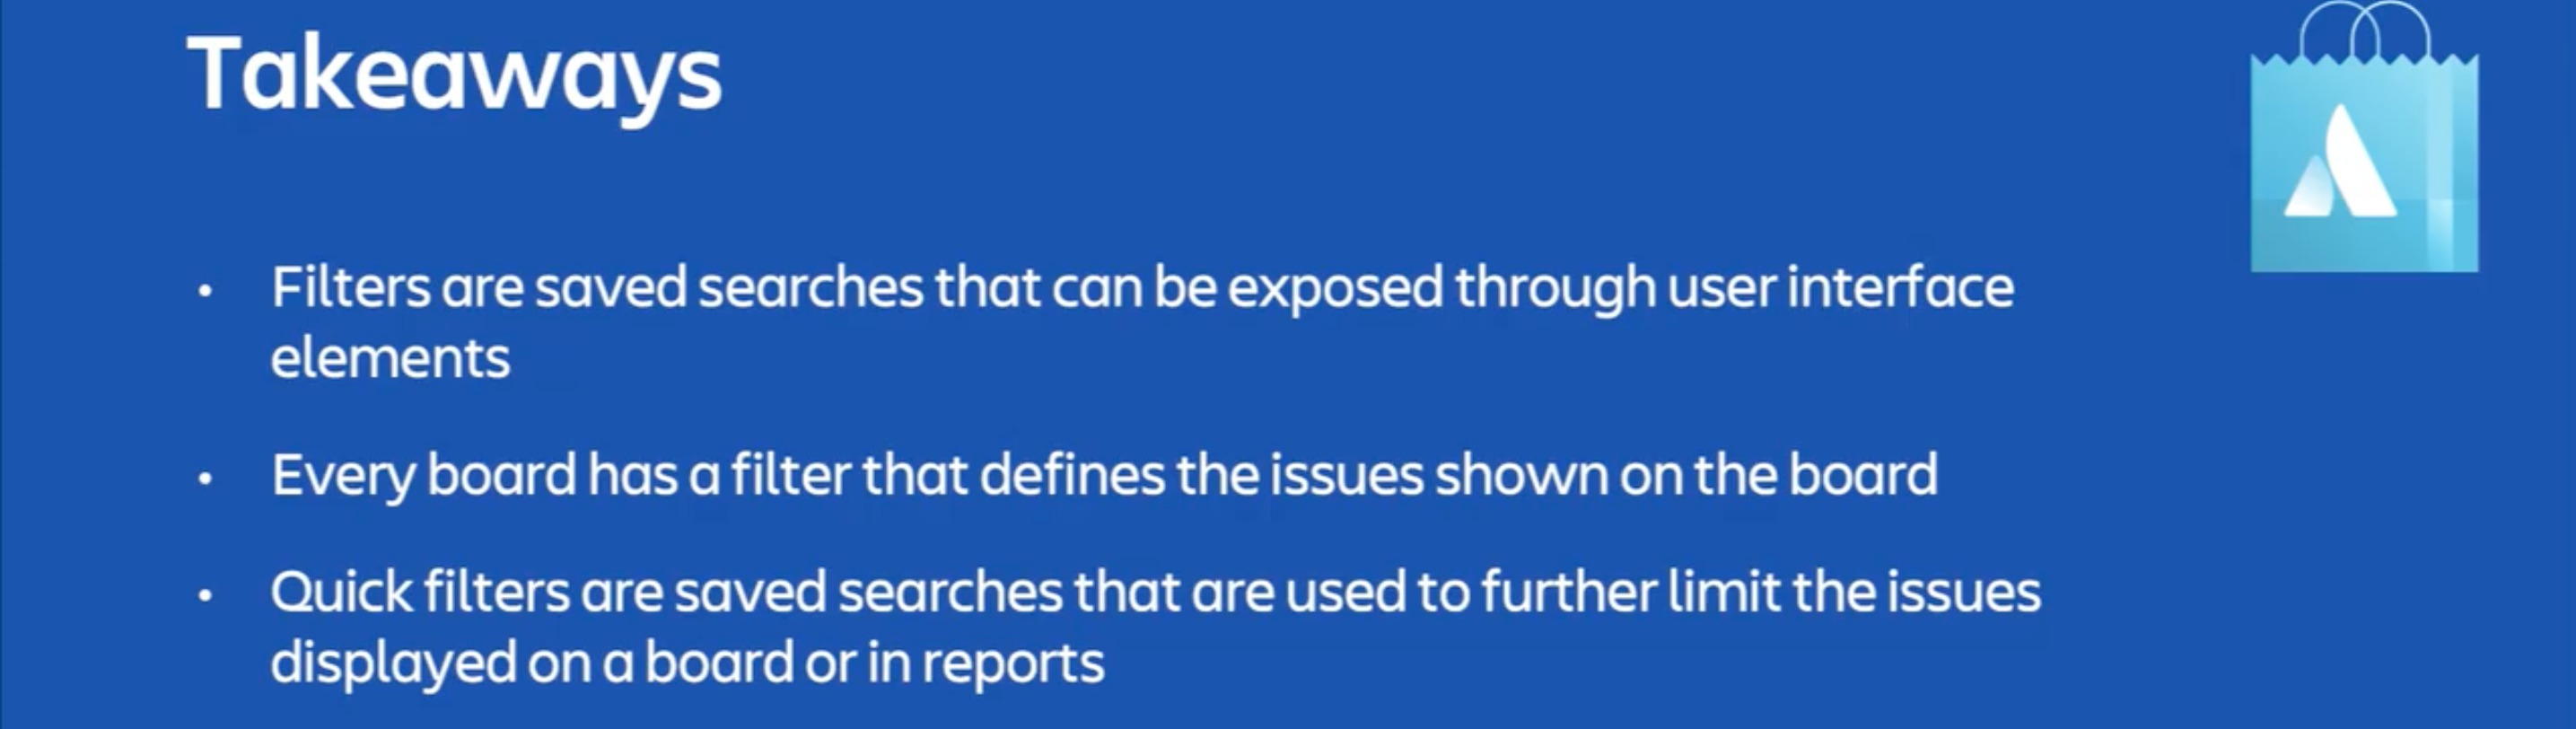 Takeaways
• Filters are saved searches that can be exposed through user interface
elements
• Every board has a filter that defines the issues shown on the board
• Quick filters are saved searches that are used to further limit the issues
displayed on a board or in reports